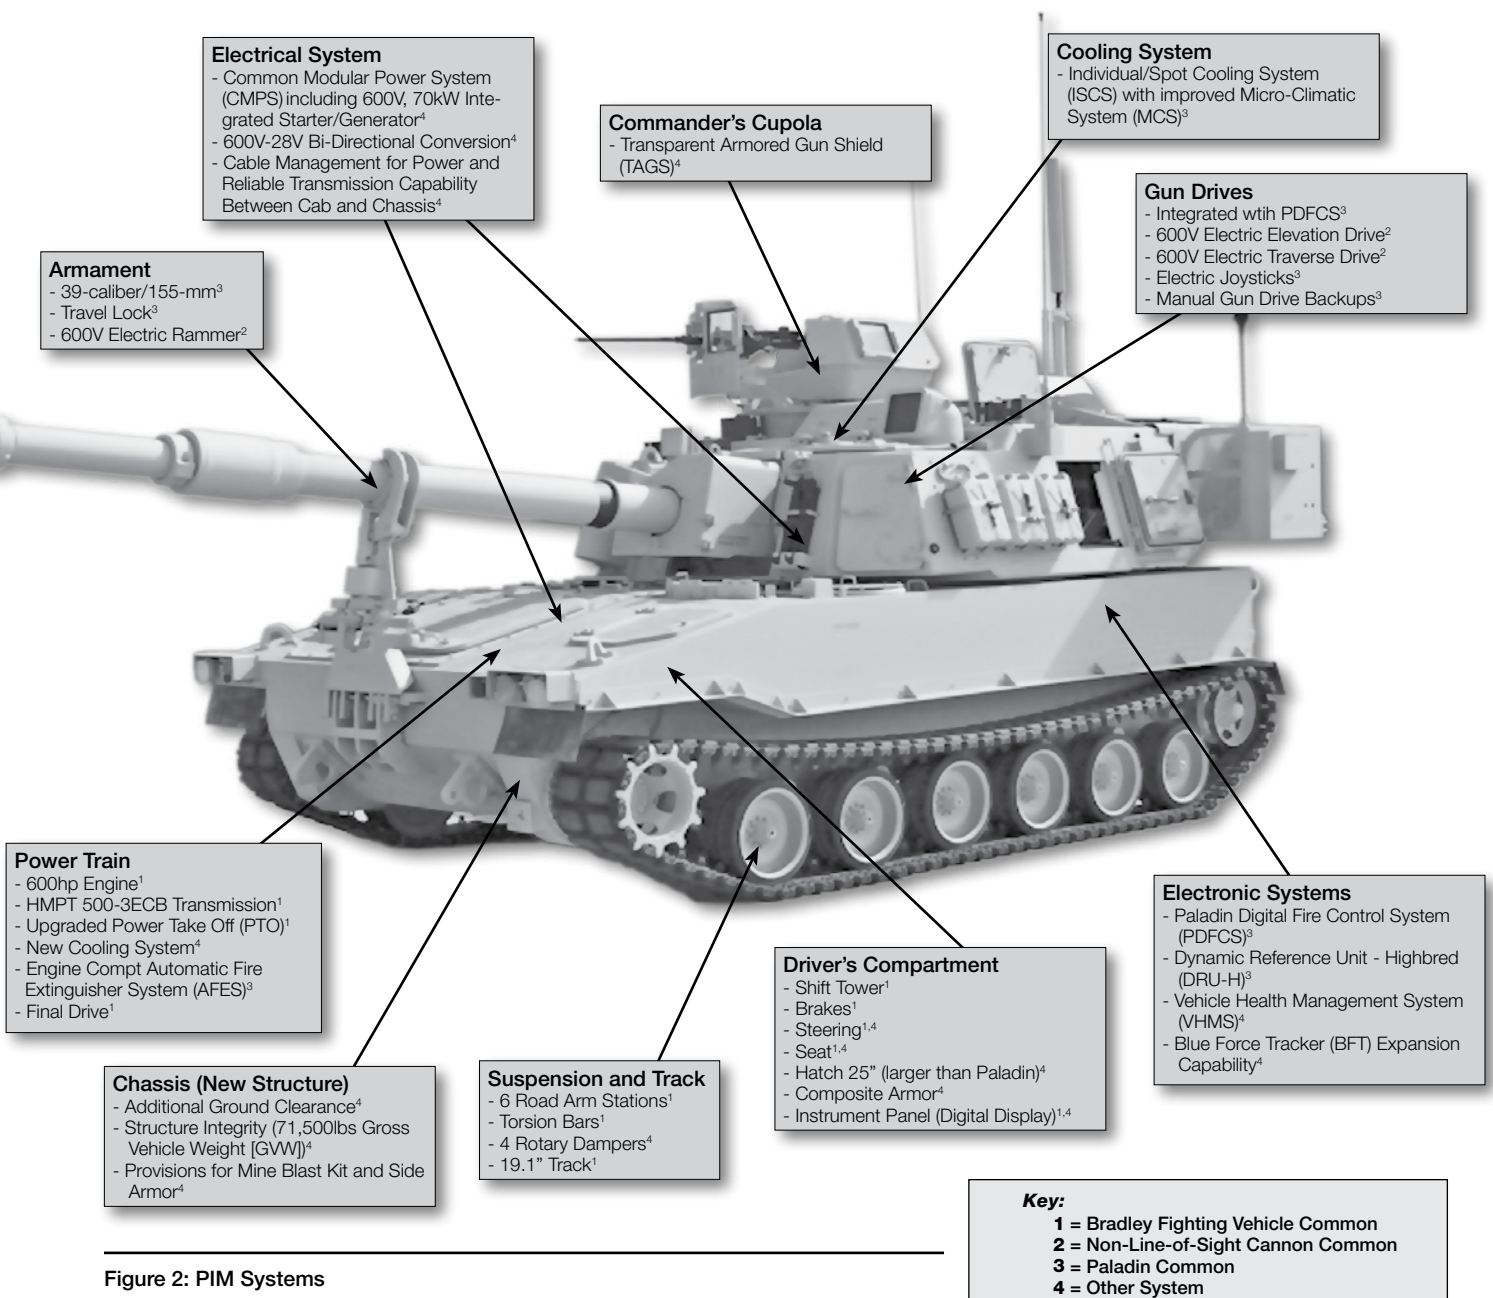 Electrical System
- Common Modular Power System
(CMPS) including 600V, 70kW Inte-
grated Starter/Generator⁴
- 600V-28V Bi-Directional Conversion⁴
- Cable Management for Power and
Reliable Transmission Capability
Between Cab and Chassis⁴
Commander's Cupola
- Transparent Armored Gun Shield
(TAGS)⁴
Cooling System
- Individual/Spot Cooling System
(ISCS) with improved Micro-Climatic
System (MCS)³
Gun Drives
- Integrated wtih PDFCS³
- 600V Electric Elevation Drive²
- 600V Electric Traverse Drive²
- Electric Joysticks³
- Manual Gun Drive Backups³
Armament
- 39-caliber/155-mm³
- Travel Lock³
- 600V Electric Rammer²
Power Train
- 600hp Engine¹
- HMPT 500-3ECB Transmission¹
- Upgraded Power Take Off (PTO)¹
- New Cooling System⁴
- Engine Compt Automatic Fire
Extinguisher System (AFES)³
- Final Drive¹
Chassis (New Structure)
- Additional Ground Clearance⁴
- Structure Integrity (71,500lbs Gross
Vehicle Weight [GVW])⁴
- Provisions for Mine Blast Kit and Side
Armor⁴
Suspension and Track
- 6 Road Arm Stations¹
- Torsion Bars¹
- 4 Rotary Dampers⁴
- 19.1” Track¹
Driver's Compartment
- Shift Tower¹
- Brakes¹
- Steering¹,⁴
- Seat¹,⁴
- Hatch 25” (larger than Paladin)⁴
- Composite Armor⁴
- Instrument Panel (Digital Display)¹,⁴
Electronic Systems
- Paladin Digital Fire Control System
(PDFCS)³
- Dynamic Reference Unit - Highbred
(DRU-H)³
- Vehicle Health Management System
(VHMS)⁴
- Blue Force Tracker (BFT) Expansion
Capability⁴
Key:
1 = Bradley Fighting Vehicle Common
2 = Non-Line-of-Sight Cannon Common
3 = Paladin Common
4 = Other System
Figure 2: PIM Systems